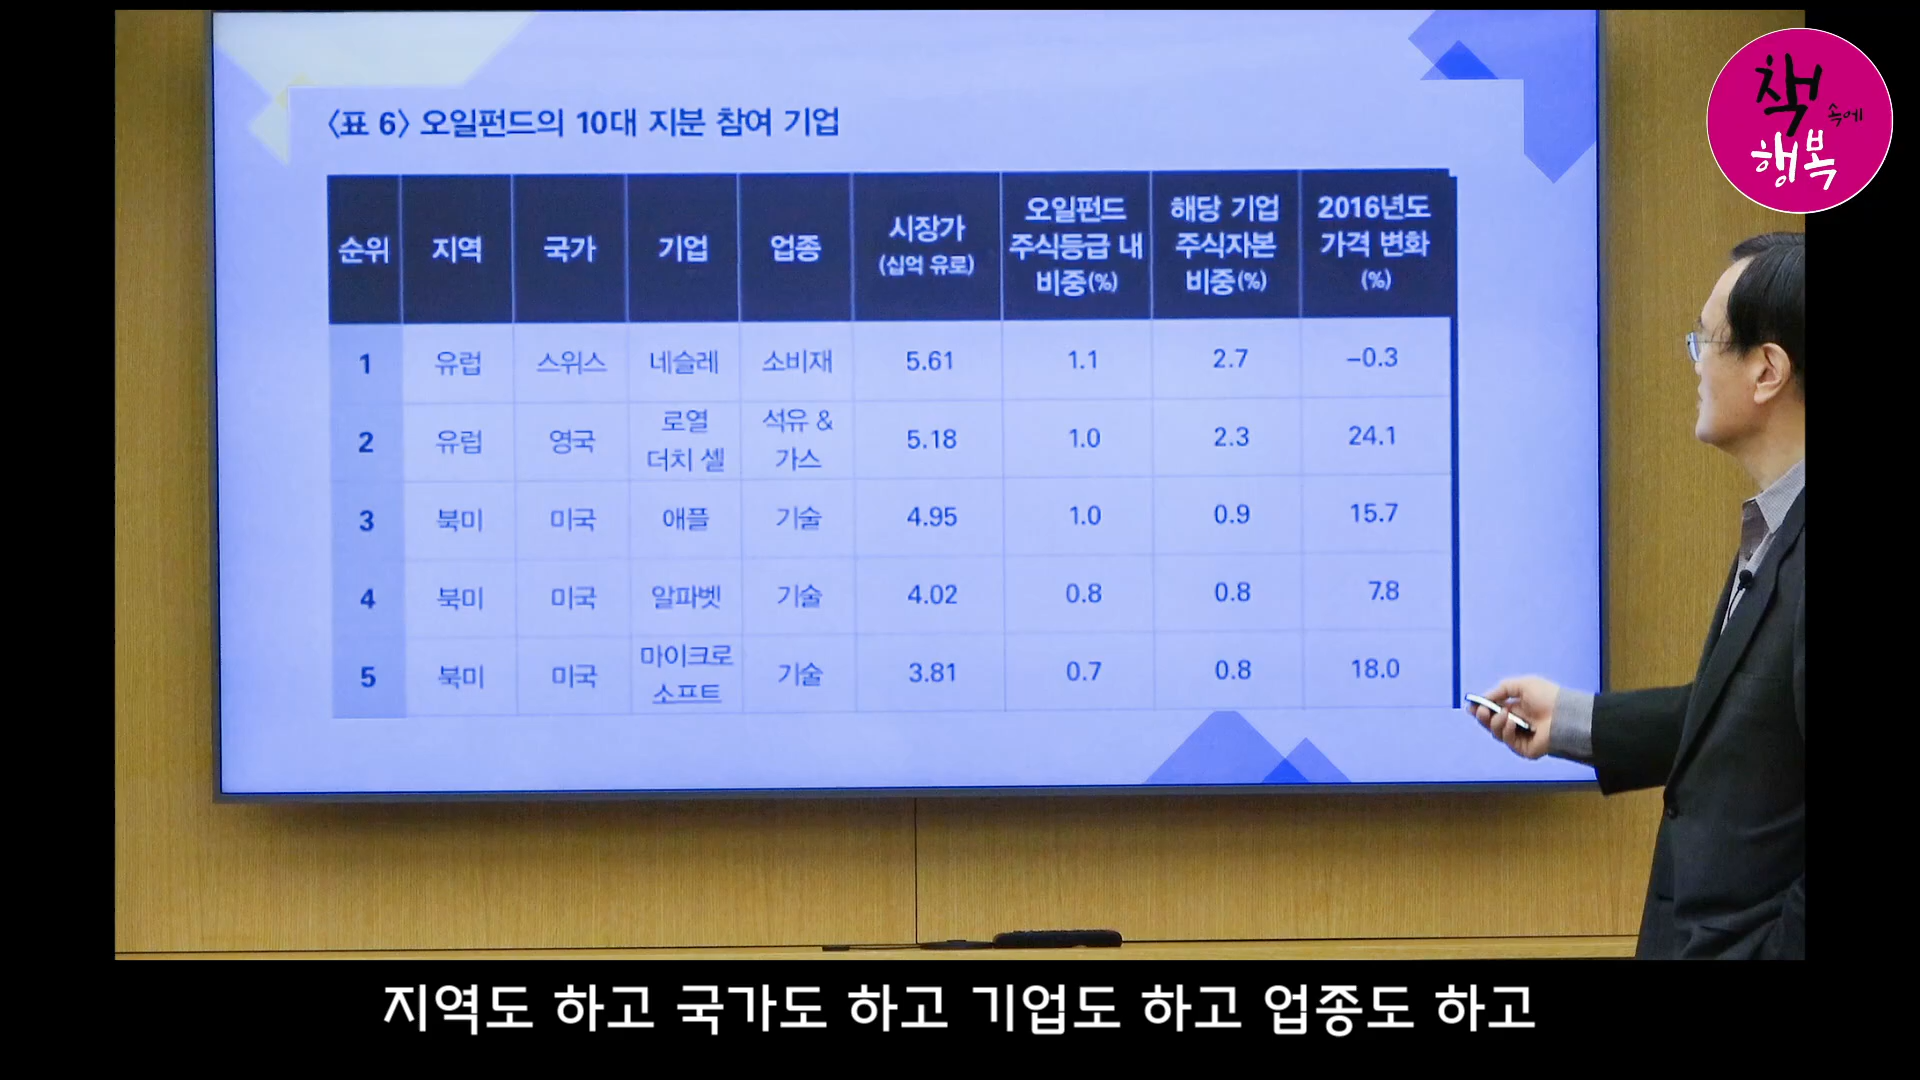 책
속에
행복
〈표 6〉 오일펀드의 10대 지분 참여 기업
순위 지역 국가 기업 업종 시장가 (십억 유로) 오일펀드 주식등급 내 비중(%) 해당 기업 주식자본 비중(%) 2016년도 가격 변화 (%)
1 유럽 스위스 네슬레 소비재 5.61 1.1 2.7 –0.3
2 유럽 영국 로열 더치 셸 석유 & 가스 5.18 1.0 2.3 24.1
3 북미 미국 애플 기술 4.95 1.0 0.9 15.7
4 북미 미국 알파벳 기술 4.02 0.8 0.8 7.8
5 북미 미국 마이크로 소프트 기술 3.81 0.7 0.8 18.0
지역도 하고 국가도 하고 기업도 하고 업종도 하고